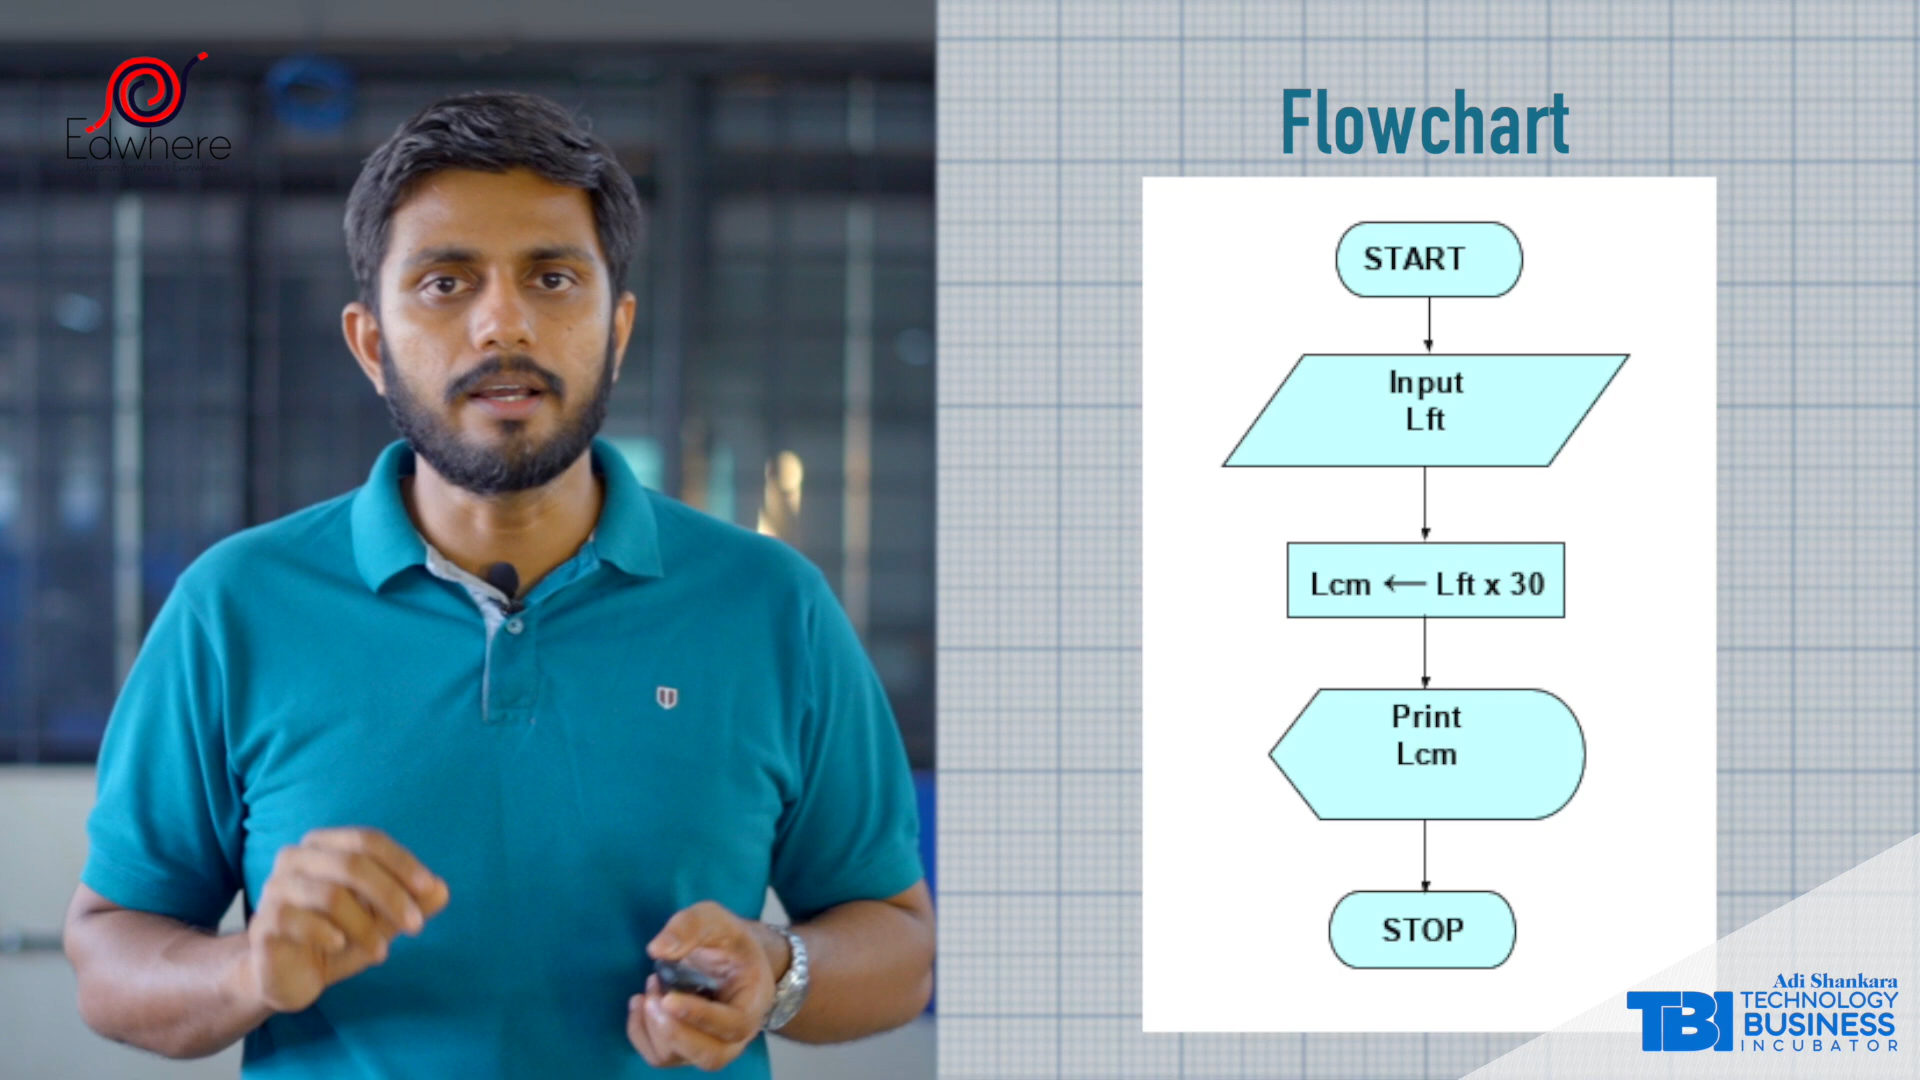 Edwhere
Flowchart
START
Input
Lft
Lcm ← Lft x 30
Print
Lcm
STOP
Adi Shankara
TBI
TECHNOLOGY
BUSINESS
INCUBATOR